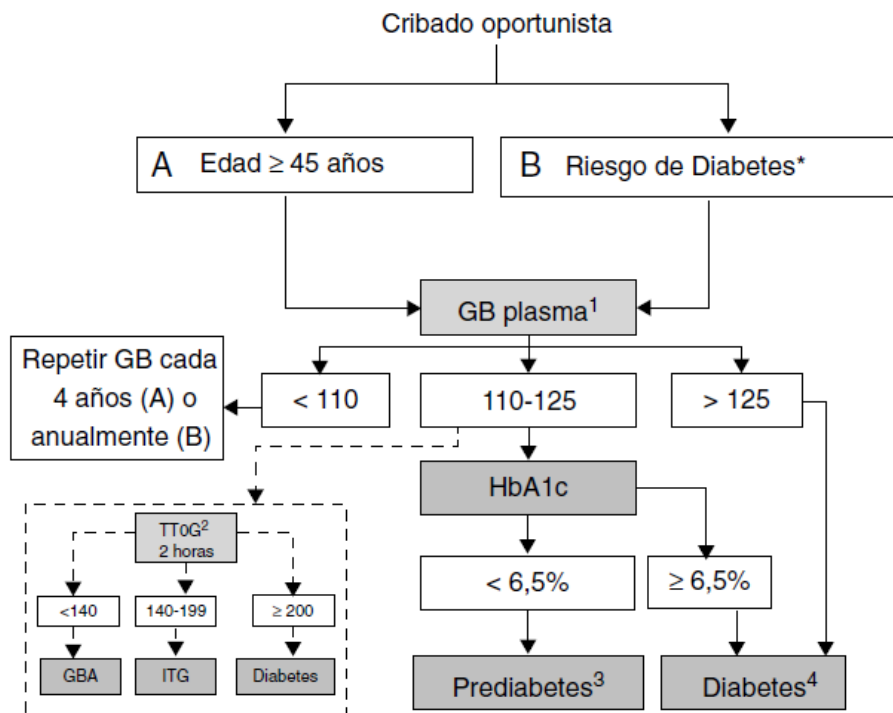 Cribado oportunista
A Edad ≥ 45 años
B Riesgo de Diabetes*
GB plasma¹
Repetir GB cada
4 años (A) o
anualmente (B)
< 110
110-125
> 125
HbA1c
TToG²
2 horas
< 6,5%
≥ 6,5%
<140
140-199
≥ 200
GBA
ITG
Diabetes
Prediabetes³
Diabetes⁴